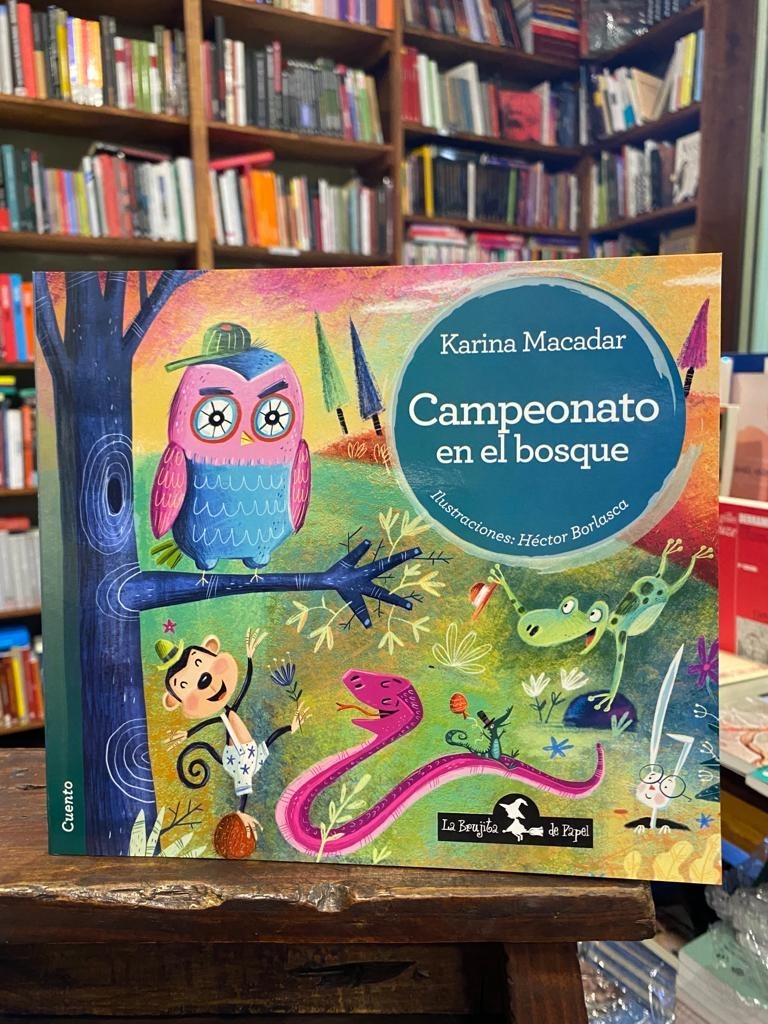 Karina Macadar
Campeonato
en el bosque
Ilustraciones: Héctor Borlasca
La Brujita de Papel
Cuento